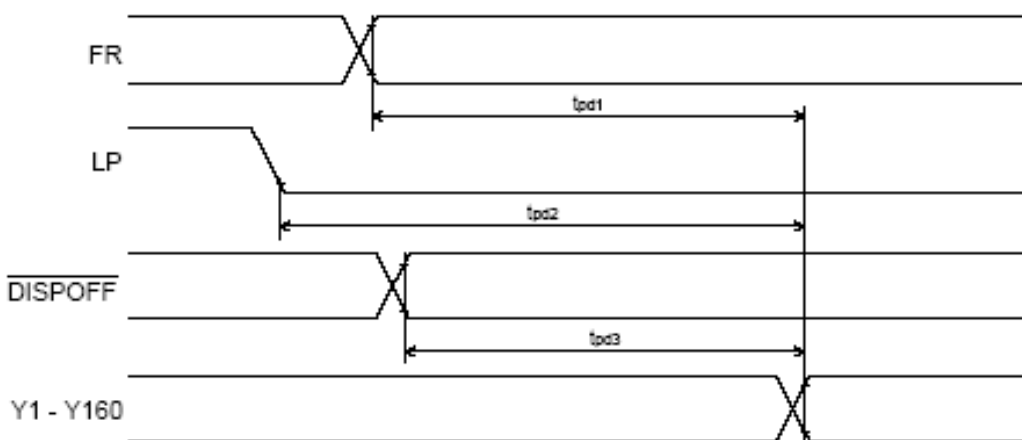 FR
tpd1
LP
tpd2
DISPOFF
tpd3
Y1 - Y160